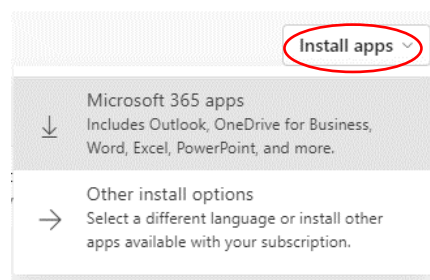 Install apps
Microsoft 365 apps
Includes Outlook, OneDrive for Business,
Word, Excel, PowerPoint, and more.
Other install options
Select a different language or install other
apps available with your subscription.